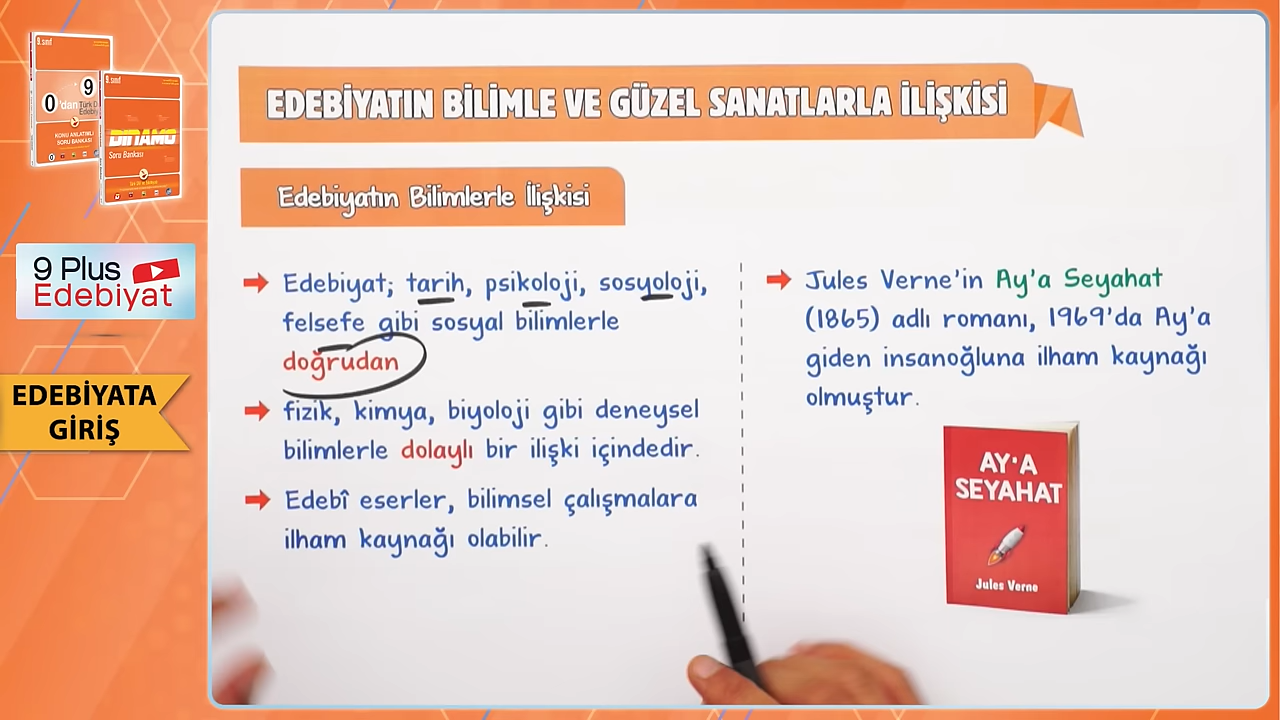 EDEBİYATIN BİLİMLE VE GÜZEL SANATLARLA İLİŞKİSİ
Edebiyatın Bilimlerle İlişkisi
Edebiyat; tarih, psikoloji, sosyoloji,
felsefe gibi sosyal bilimlerle
doğrudan
fizik, kimya, biyoloji gibi deneysel
bilimlerle dolaylı bir ilişki içindedir.
Edebî eserler, bilimsel çalışmalara
ilham kaynağı olabilir.
Jules Verne'in Ay'a Seyahat
(1865) adlı romanı, 1969'da Ay'a
giden insanoğluna ilham kaynağı
olmuştur.
AY'A
SEYAHAT
Jules Verne
9. sınıf
0'dan 9
KONU ANLATIMLI
SORU BANKASI
9. sınıf
DİNAMO
Soru Bankası
9 Plus
Edebiyat
EDEBİYATA
GİRİŞ